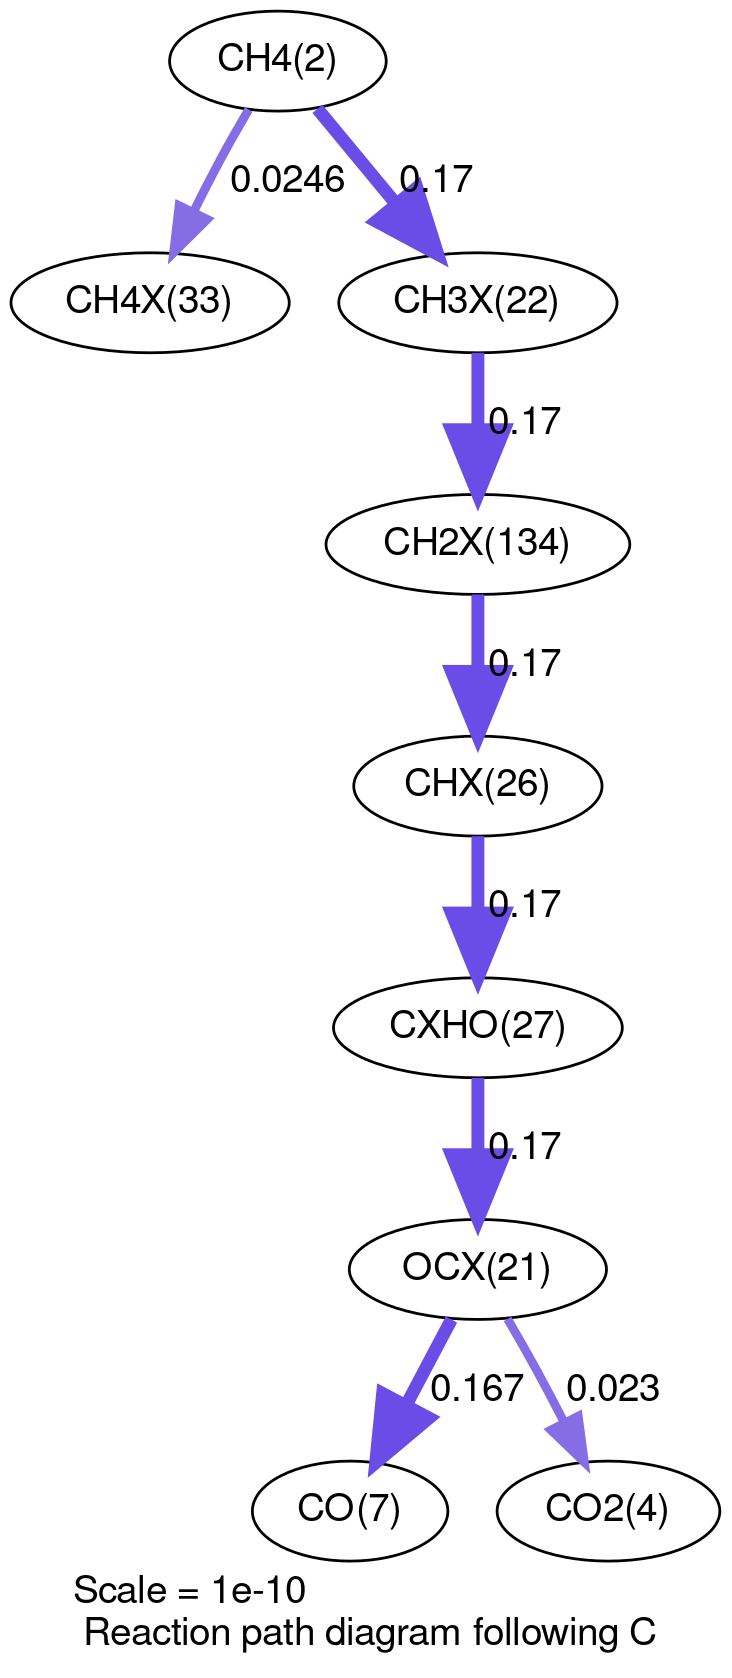 CH4(2)
0.0246
0.17
CH4X(33)
CH3X(22)
0.17
CH2X(134)
0.17
CHX(26)
0.17
CXHO(27)
0.17
OCX(21)
0.167
0.023
CO(7)
CO2(4)
Scale = 1e-10
Reaction path diagram following C